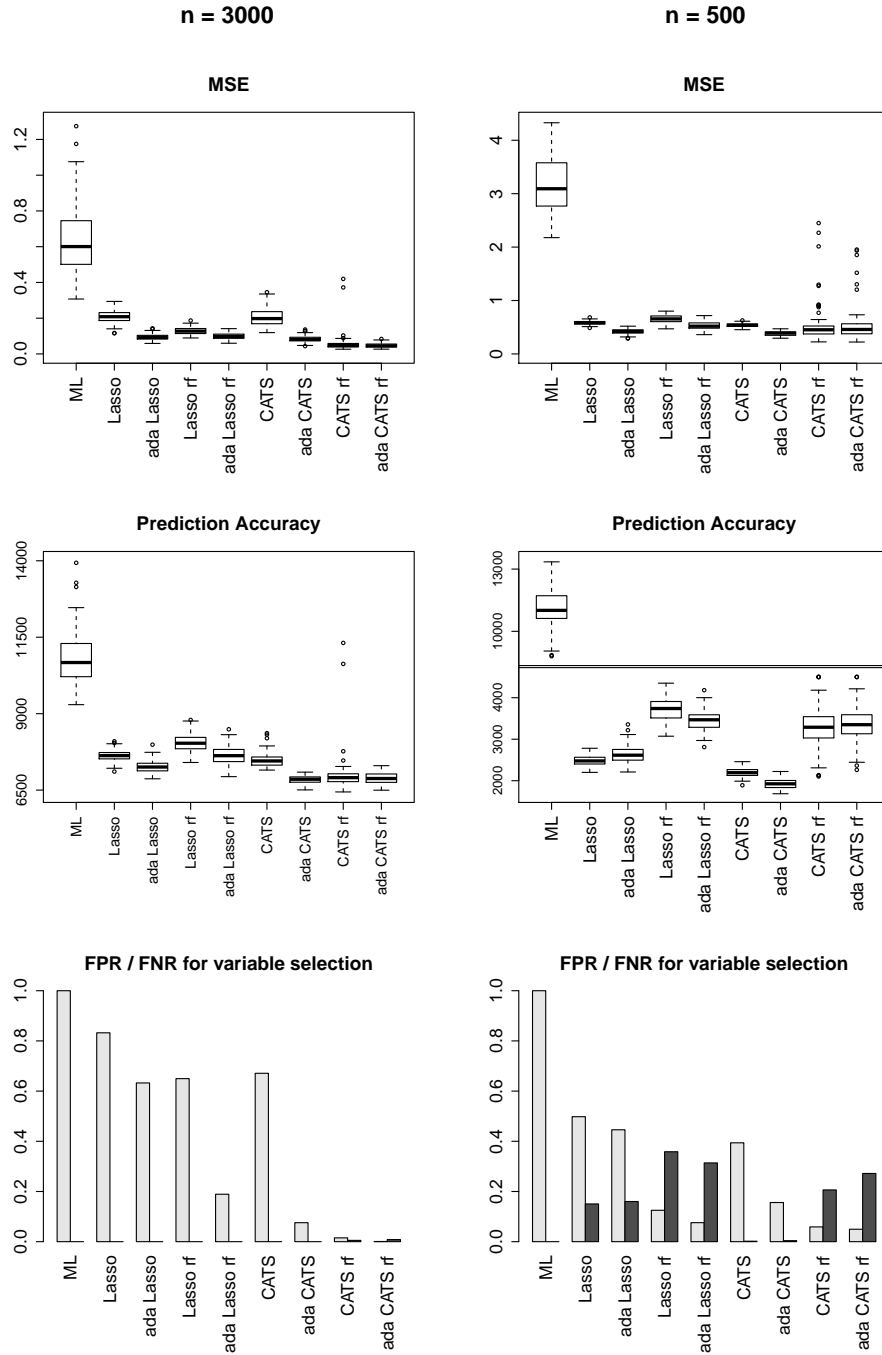 n = 3000
n = 500
MSE
0.0
0.4
0.8
1.2
ML
Lasso
ada Lasso
Lasso rf
ada Lasso rf
CATS
ada CATS
CATS rf
ada CATS rf
MSE
0
1
2
3
4
ML
Lasso
ada Lasso
Lasso rf
ada Lasso rf
CATS
ada CATS
CATS rf
ada CATS rf
Prediction Accuracy
6500
9000
11500
14000
ML
Lasso
ada Lasso
Lasso rf
ada Lasso rf
CATS
ada CATS
CATS rf
ada CATS rf
Prediction Accuracy
2000
3000
4000
10000
13000
ML
Lasso
ada Lasso
Lasso rf
ada Lasso rf
CATS
ada CATS
CATS rf
ada CATS rf
FPR / FNR for variable selection
0.0
0.2
0.4
0.6
0.8
1.0
ML
Lasso
ada Lasso
Lasso rf
ada Lasso rf
CATS
ada CATS
CATS rf
ada CATS rf
FPR / FNR for variable selection
0.0
0.2
0.4
0.6
0.8
1.0
ML
Lasso
ada Lasso
Lasso rf
ada Lasso rf
CATS
ada CATS
CATS rf
ada CATS rf